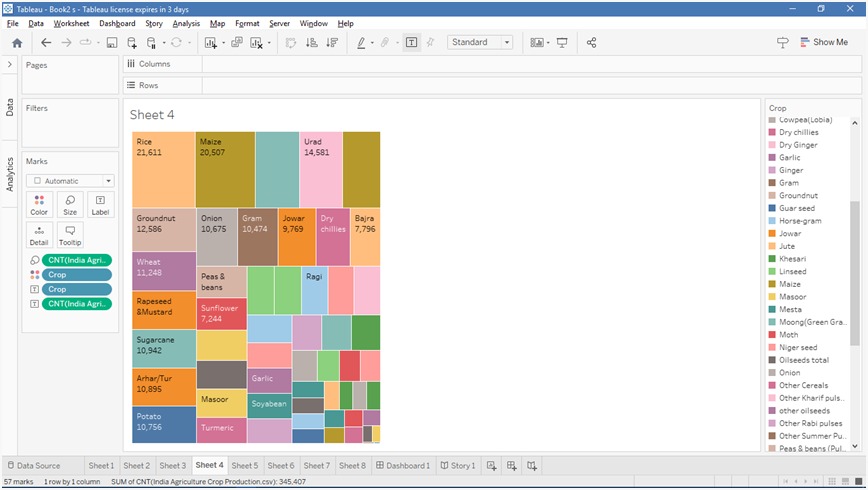 Tableau - Book2 s - Tableau license expires in 3 days
File Data Worksheet Dashboard Story Analysis Map Format Server Window Help
Standard
Show Me
Data
Analytics
Pages
Filters
Marks
Automatic
Color Size Label
Detail Tooltip
CNT(India Agri..
Crop
Crop
CNT(India Agri..
Columns
Rows
Sheet 4
Rice
21,611
Maize
20,507
Urad
14,581
Groundnut
12,586
Onion
10,675
Gram
10,474
Jowar
9,769
Dry
chillies
Bajra
7,796
Wheat
11,248
Peas &
beans
Ragi
Rapeseed
&Mustard
Sunflower
7,244
Sugarcane
10,942
Arhar/Tur
10,895
Garlic
Masoor
Soyabean
Potato
10,756
Turmeric
Crop
Cowpea(Lobia)
Dry chillies
Dry Ginger
Garlic
Ginger
Gram
Groundnut
Guar seed
Horse-gram
Jowar
Jute
Khesari
Linseed
Maize
Masoor
Mesta
Moong(Green Gra..
Moth
Niger seed
Oilseeds total
Onion
Other Cereals
Other Kharif puls..
other oilseeds
Other Rabi pulses
Other Summer Pu..
Peas & beans (Pul..
Data Source Sheet 1 Sheet 2 Sheet 3 Sheet 4 Sheet 5 Sheet 6 Sheet 7 Sheet 8 Dashboard 1 Story 1
57 marks 1 row by 1 column SUM of CNT(India Agriculture Crop Production.csv): 345,407